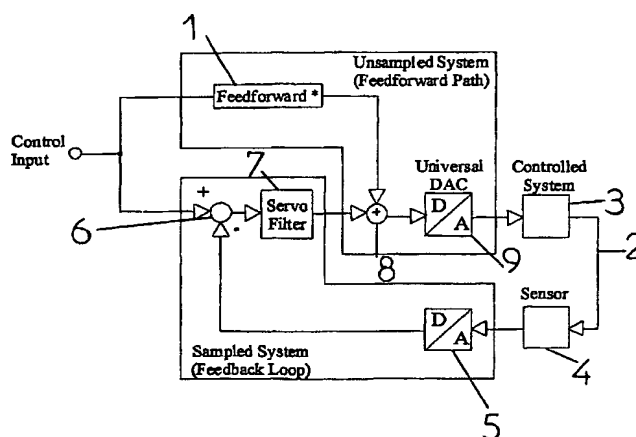 1
Unsampled System
(Feedforward Path)
Feedforward *
Control
Input
7
Universal
DAC
Controlled
System
3
+
6
-
Servo
Filter
+
D
A
8
9
2
Sensor
D
A
4
Sampled System
(Feedback Loop)
5